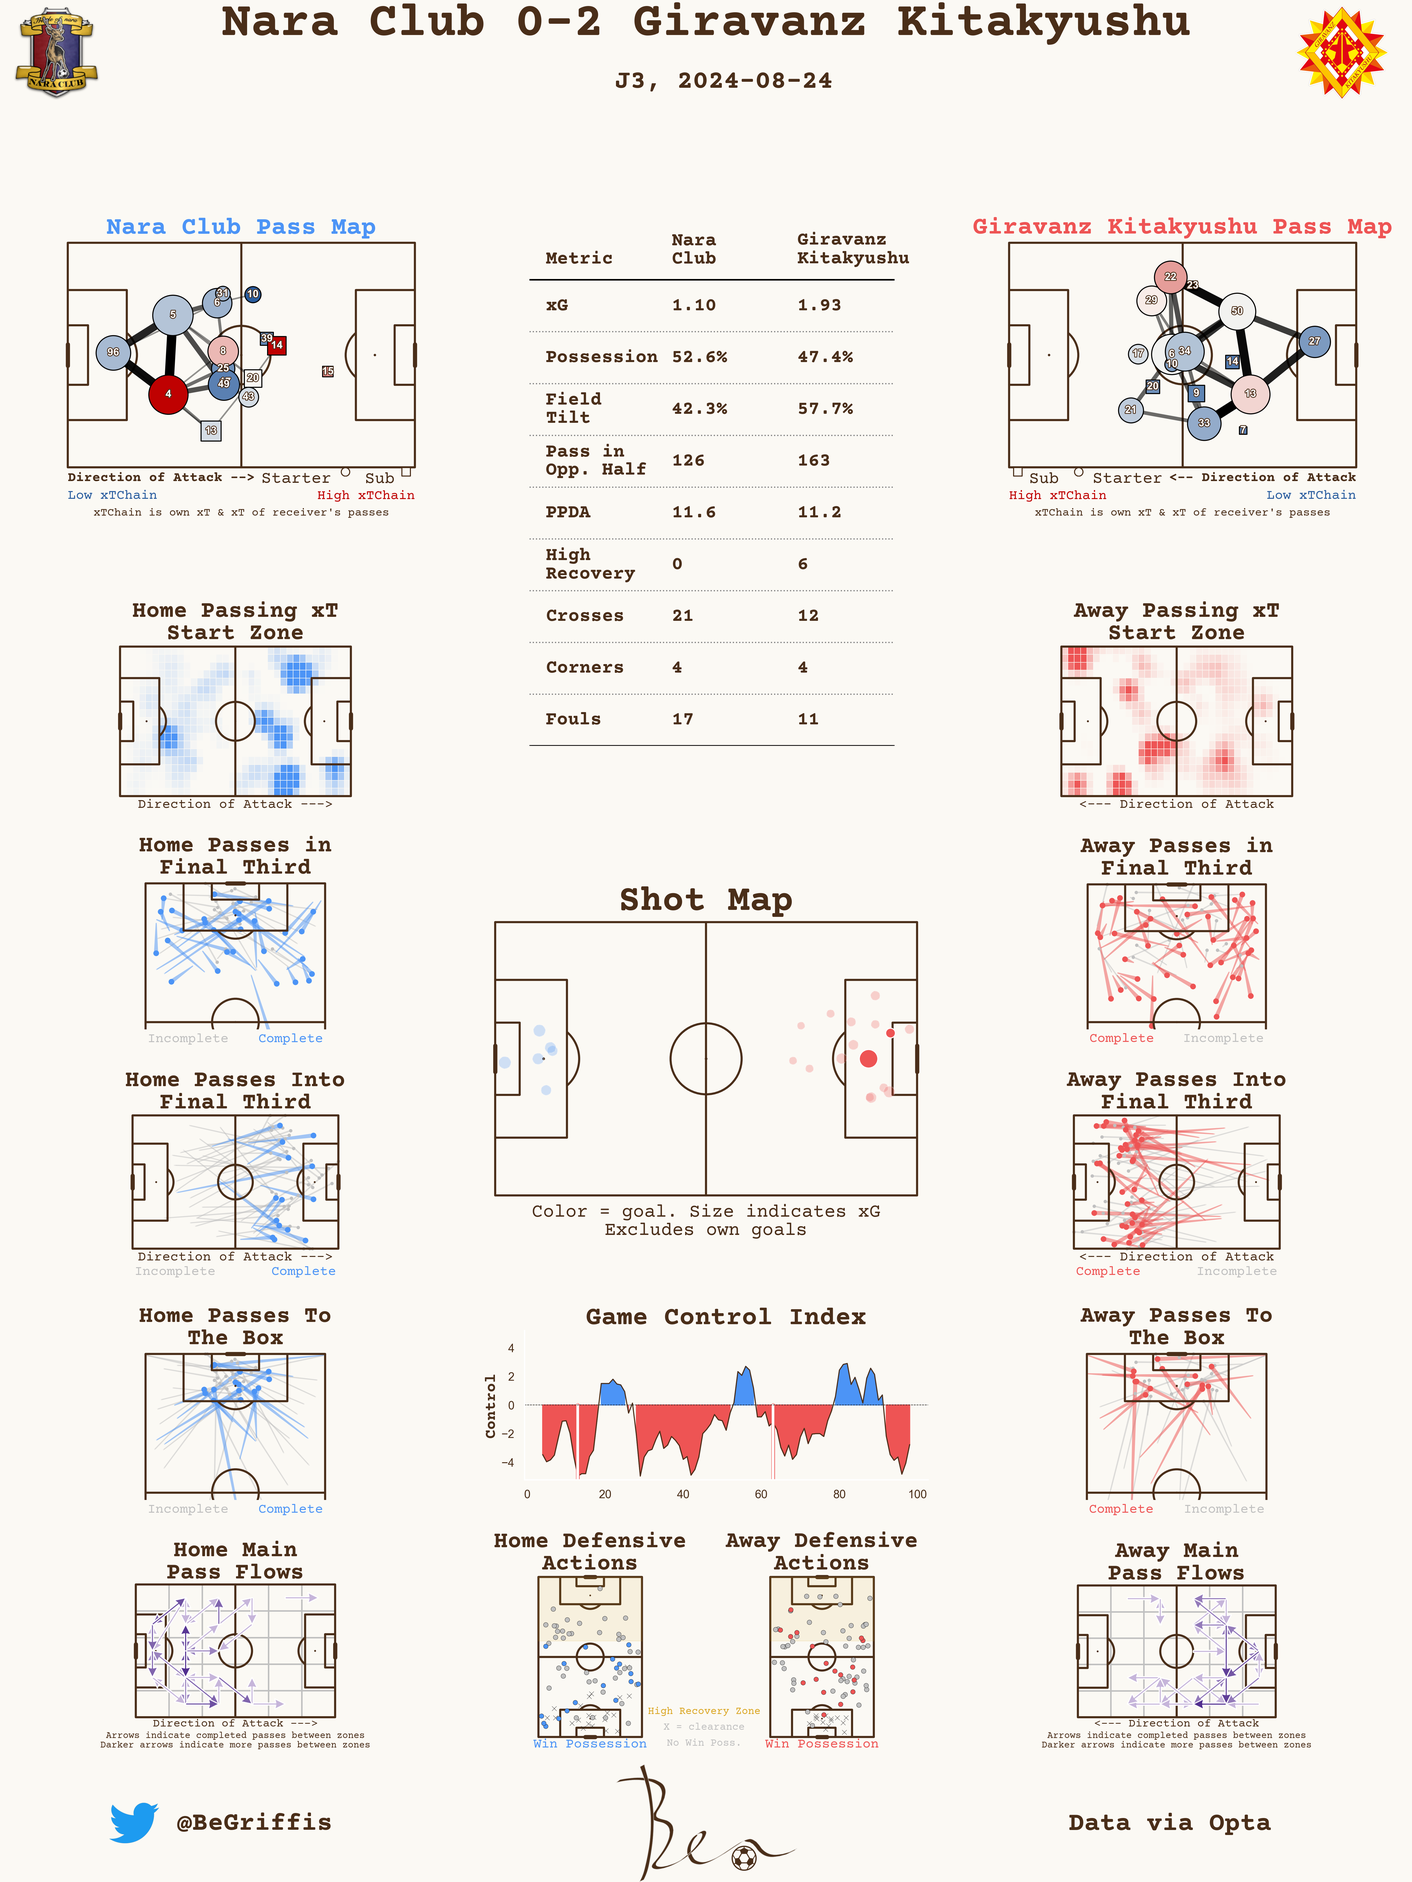 Nara Club 0-2 Giravanz Kitakyushu
J3, 2024-08-24
NARA CLUB
GIRAVANZ
KITAKYUSHU
Nara Club Pass Map
5
31
6
10
96
8
39
14
25
49
20
15
4
43
13
Direction of Attack --> Starter Sub
Low xTChain High xTChain
xTChain is own xT & xT of receiver's passes
Metric Nara Club Giravanz Kitakyushu
xG 1.10 1.93
Possession 52.6% 47.4%
Field Tilt 42.3% 57.7%
Pass in Opp. Half 126 163
PPDA 11.6 11.2
High Recovery 0 6
Crosses 21 12
Corners 4 4
Fouls 17 11
Giravanz Kitakyushu Pass Map
22
23
29
50
27
17
6
34
10
14
20
9
13
21
33
7
Sub Starter <-- Direction of Attack
High xTChain Low xTChain
xTChain is own xT & xT of receiver's passes
Home Passing xT
Start Zone
Direction of Attack --->
Away Passing xT
Start Zone
<--- Direction of Attack
Home Passes in
Final Third
Incomplete Complete
Away Passes in
Final Third
Complete Incomplete
Shot Map
Color = goal. Size indicates xG
Excludes own goals
Home Passes Into
Final Third
Direction of Attack --->
Incomplete Complete
Away Passes Into
Final Third
<--- Direction of Attack
Complete Incomplete
Home Passes To
The Box
Incomplete Complete
Game Control Index
Control
4
2
0
−2
−4
0 20 40 60 80 100
Away Passes To
The Box
Complete Incomplete
Home Main
Pass Flows
Direction of Attack --->
Arrows indicate completed passes between zones
Darker arrows indicate more passes between zones
Home Defensive
Actions
Win Possession
Away Defensive
Actions
Win Possession
High Recovery Zone
X = clearance
No Win Poss.
Away Main
Pass Flows
<--- Direction of Attack
Arrows indicate completed passes between zones
Darker arrows indicate more passes between zones
@BeGriffis
Ben
Data via Opta